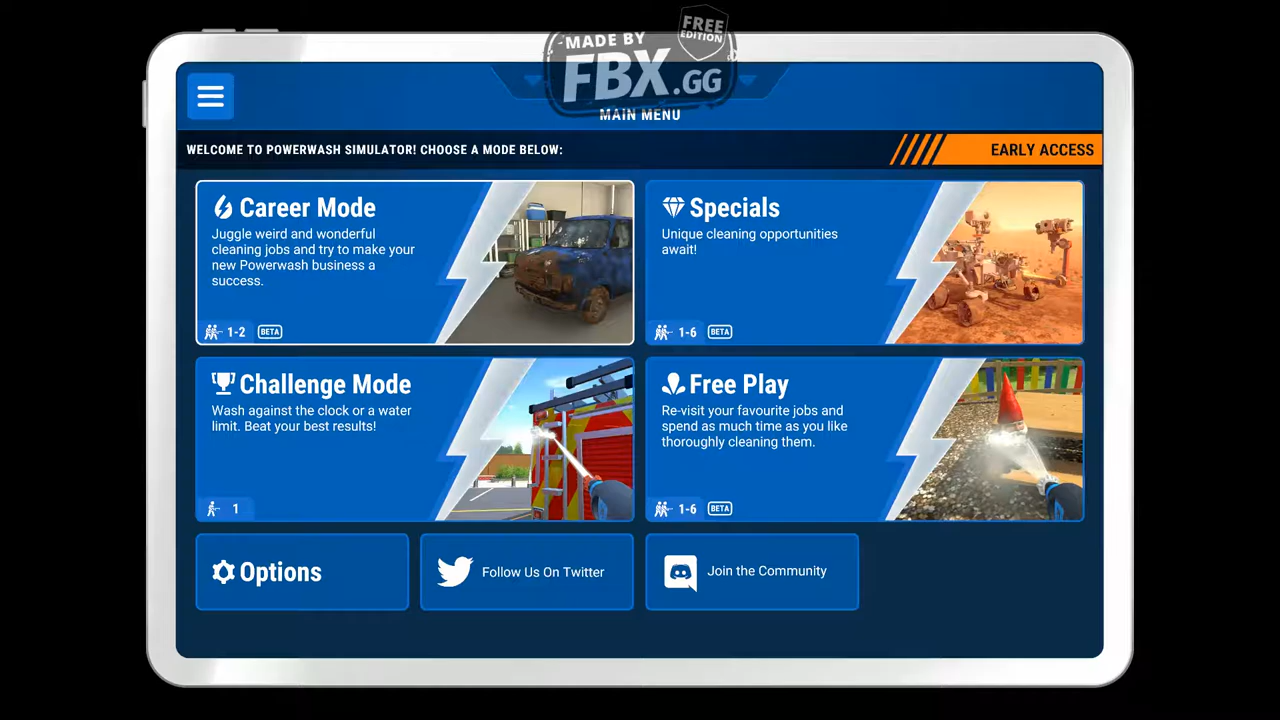 MADE BY
FREE
EDITION
FBX.GG
MAIN MENU
WELCOME TO POWERWASH SIMULATOR! CHOOSE A MODE BELOW:
EARLY ACCESS
Career Mode
Juggle weird and wonderful
cleaning jobs and try to make your
new Powerwash business a
success.
1-2 BETA
Specials
Unique cleaning opportunities
await!
1-6 BETA
Challenge Mode
Wash against the clock or a water
limit. Beat your best results!
1
Free Play
Re-visit your favourite jobs and
spend as much time as you like
thoroughly cleaning them.
1-6 BETA
Options
Follow Us On Twitter
Join the Community